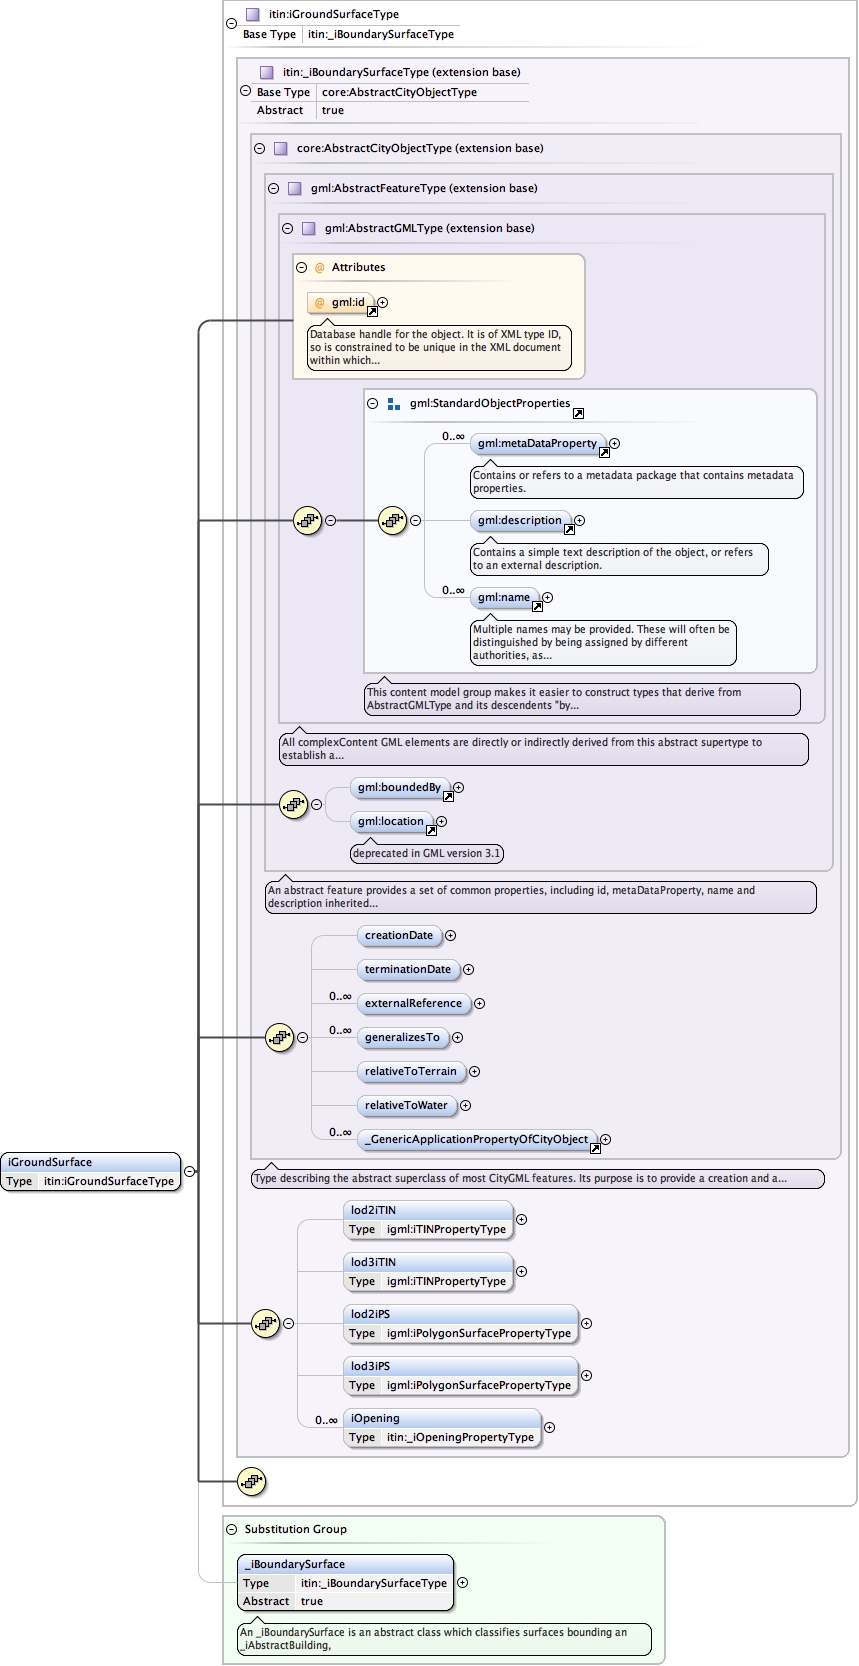 itin:iGroundSurfaceType
Base Type itin:_iBoundarySurfaceType
itin:_iBoundarySurfaceType (extension base)
Base Type core:AbstractCityObjectType
Abstract true
core:AbstractCityObjectType (extension base)
gml:AbstractFeatureType (extension base)
gml:AbstractGMLType (extension base)
@ Attributes
@ gml:id
Database handle for the object. It is of XML type ID,
so is constrained to be unique in the XML document
within which...
gml:StandardObjectProperties
0..∞ gml:metaDataProperty
Contains or refers to a metadata package that contains metadata
properties.
gml:description
Contains a simple text description of the object, or refers
to an external description.
0..∞ gml:name
Multiple names may be provided. These will often be
distinguished by being assigned by different
authorities, as...
This content model group makes it easier to construct types that derive from
AbstractGMLType and its descendents "by...
All complexContent GML elements are directly or indirectly derived from this abstract supertype to
establish a...
gml:boundedBy
gml:location
deprecated in GML version 3.1
An abstract feature provides a set of common properties, including id, metaDataProperty, name and
description inherited...
creationDate
terminationDate
0..∞ externalReference
0..∞ generalizesTo
relativeToTerrain
relativeToWater
0..∞ _GenericApplicationPropertyOfCityObject
iGroundSurface
Type itin:iGroundSurfaceType
Type describing the abstract superclass of most CityGML features. Its purpose is to provide a creation and a...
lod2iTIN
Type igml:iTINPropertyType
lod3iTIN
Type igml:iTINPropertyType
lod2iPS
Type igml:iPolygonSurfacePropertyType
lod3iPS
Type igml:iPolygonSurfacePropertyType
0..∞ iOpening
Type itin:_iOpeningPropertyType
Substitution Group
_iBoundarySurface
Type itin:_iBoundarySurfaceType
Abstract true
An _iBoundarySurface is an abstract class which classifies surfaces bounding an
_iAbstractBuilding,